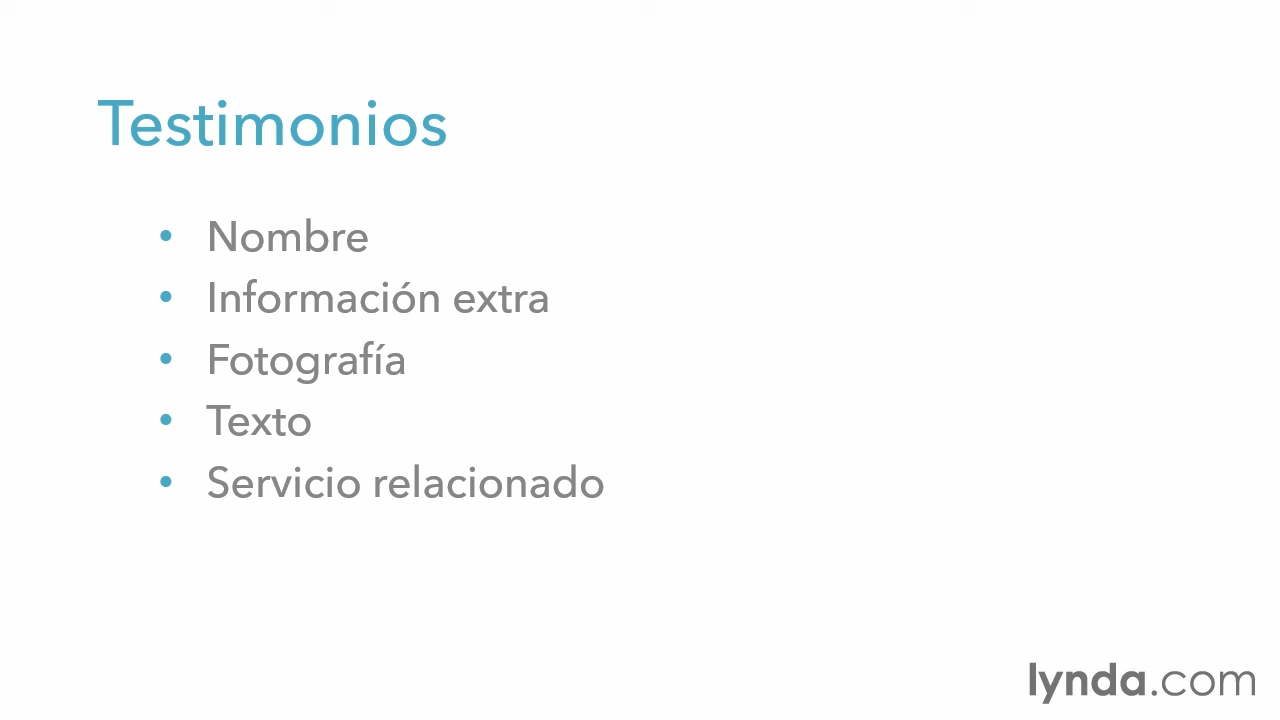 Testimonios
• Nombre
• Información extra
• Fotografía
• Texto
• Servicio relacionado
lynda.com